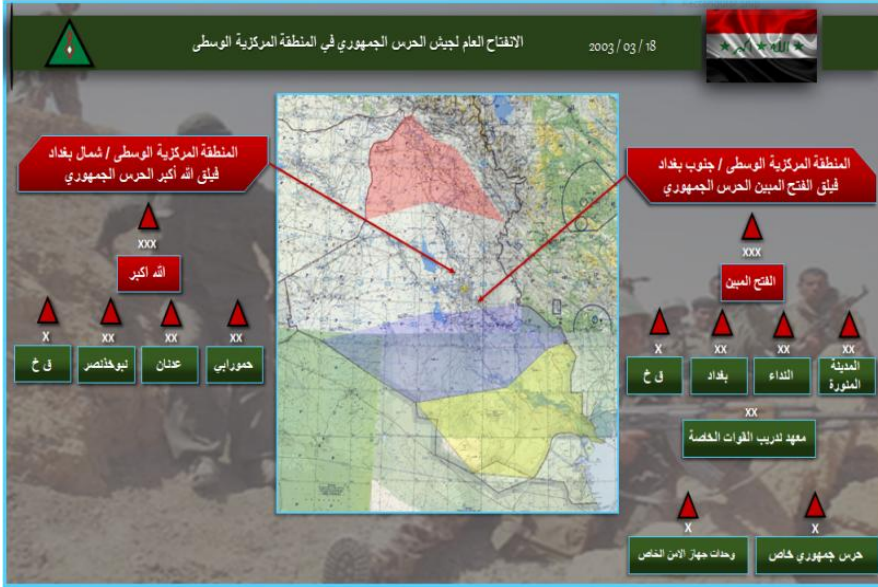 2003 / 03 / 18
الانفتاح العام لجيش الحرس الجمهوري في المنطقة المركزية الوسطى
الله اكبر
المنطقة المركزية الوسطى / جنوب بغداد
فيلق الفتح المبين الحرس الجمهوري
xxx
الفتح المبين
xx
المدينة
المنورة
xx
النداء
xx
بغداد
x
ق خ
xx
معهد تدريب القوات الخاصة
x
حرس جمهوري خاص
x
وحدات جهاز الامن الخاص
المنطقة المركزية الوسطى / شمال بغداد
فيلق الله أكبر الحرس الجمهوري
xxx
الله اكبر
xx
حمورابي
xx
عدنان
xx
نبوخذنصر
x
ق خ